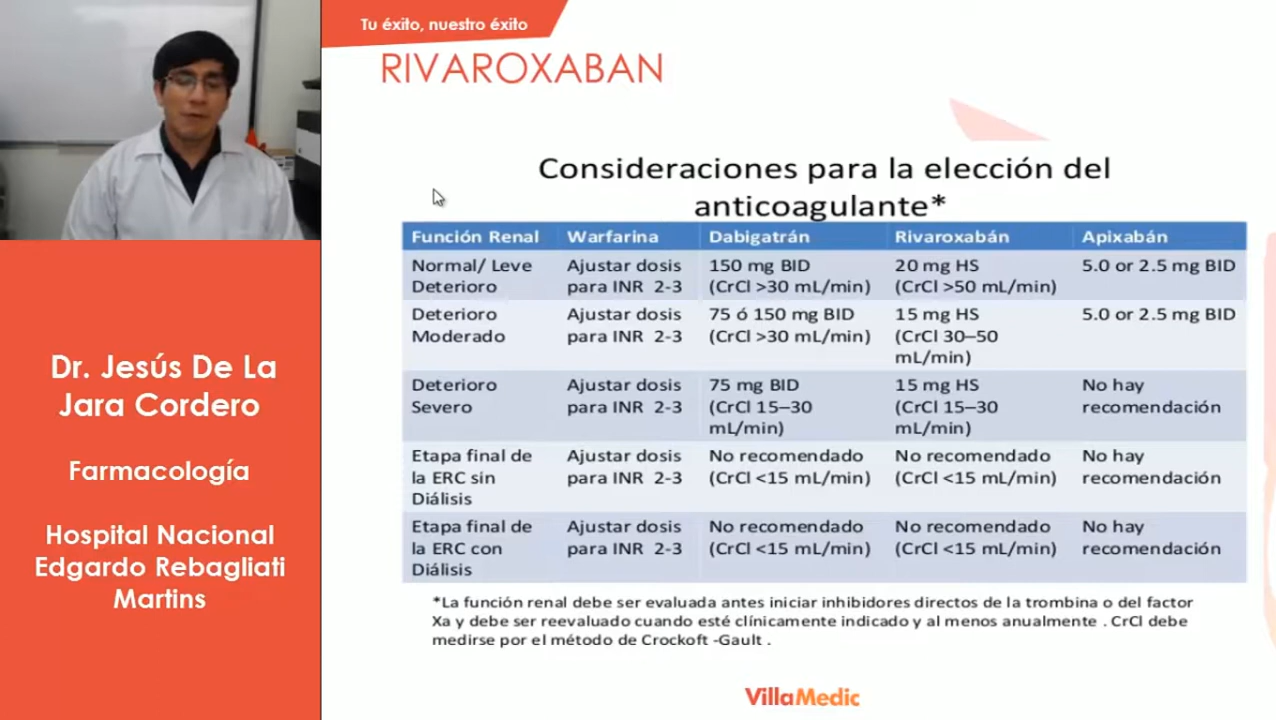 Tu éxito, nuestro éxito
RIVAROXABAN
Consideraciones para la elección del
anticoagulante*
Función Renal Warfarina Dabigatrán Rivaroxabán Apixabán
Normal/ Leve Ajustar dosis 150 mg BID 20 mg HS 5.0 or 2.5 mg BID
Deterioro para INR 2-3 (CrCl >30 mL/min) (CrCl >50 mL/min)
Deterioro Ajustar dosis 75 ó 150 mg BID 15 mg HS 5.0 or 2.5 mg BID
Moderado para INR 2-3 (CrCl >30 mL/min) (CrCl 30–50
mL/min)
Deterioro Ajustar dosis 75 mg BID 15 mg HS No hay
Severo para INR 2-3 (CrCl 15–30 (CrCl 15–30 recomendación
mL/min) mL/min)
Etapa final de Ajustar dosis No recomendado No recomendado No hay
la ERC sin para INR 2-3 (CrCl <15 mL/min) (CrCl <15 mL/min) recomendación
Diálisis
Etapa final de Ajustar dosis No recomendado No recomendado No hay
la ERC con para INR 2-3 (CrCl <15 mL/min) (CrCl <15 mL/min) recomendación
Diálisis
*La función renal debe ser evaluada antes iniciar inhibidores directos de la trombina o del factor
Xa y debe ser reevaluado cuando esté clínicamente indicado y al menos anualmente . CrCl debe
medirse por el método de Crockoft -Gault .
Dr. Jesús De La
Jara Cordero
Farmacología
Hospital Nacional
Edgardo Rebagliati
Martins
VillaMedic